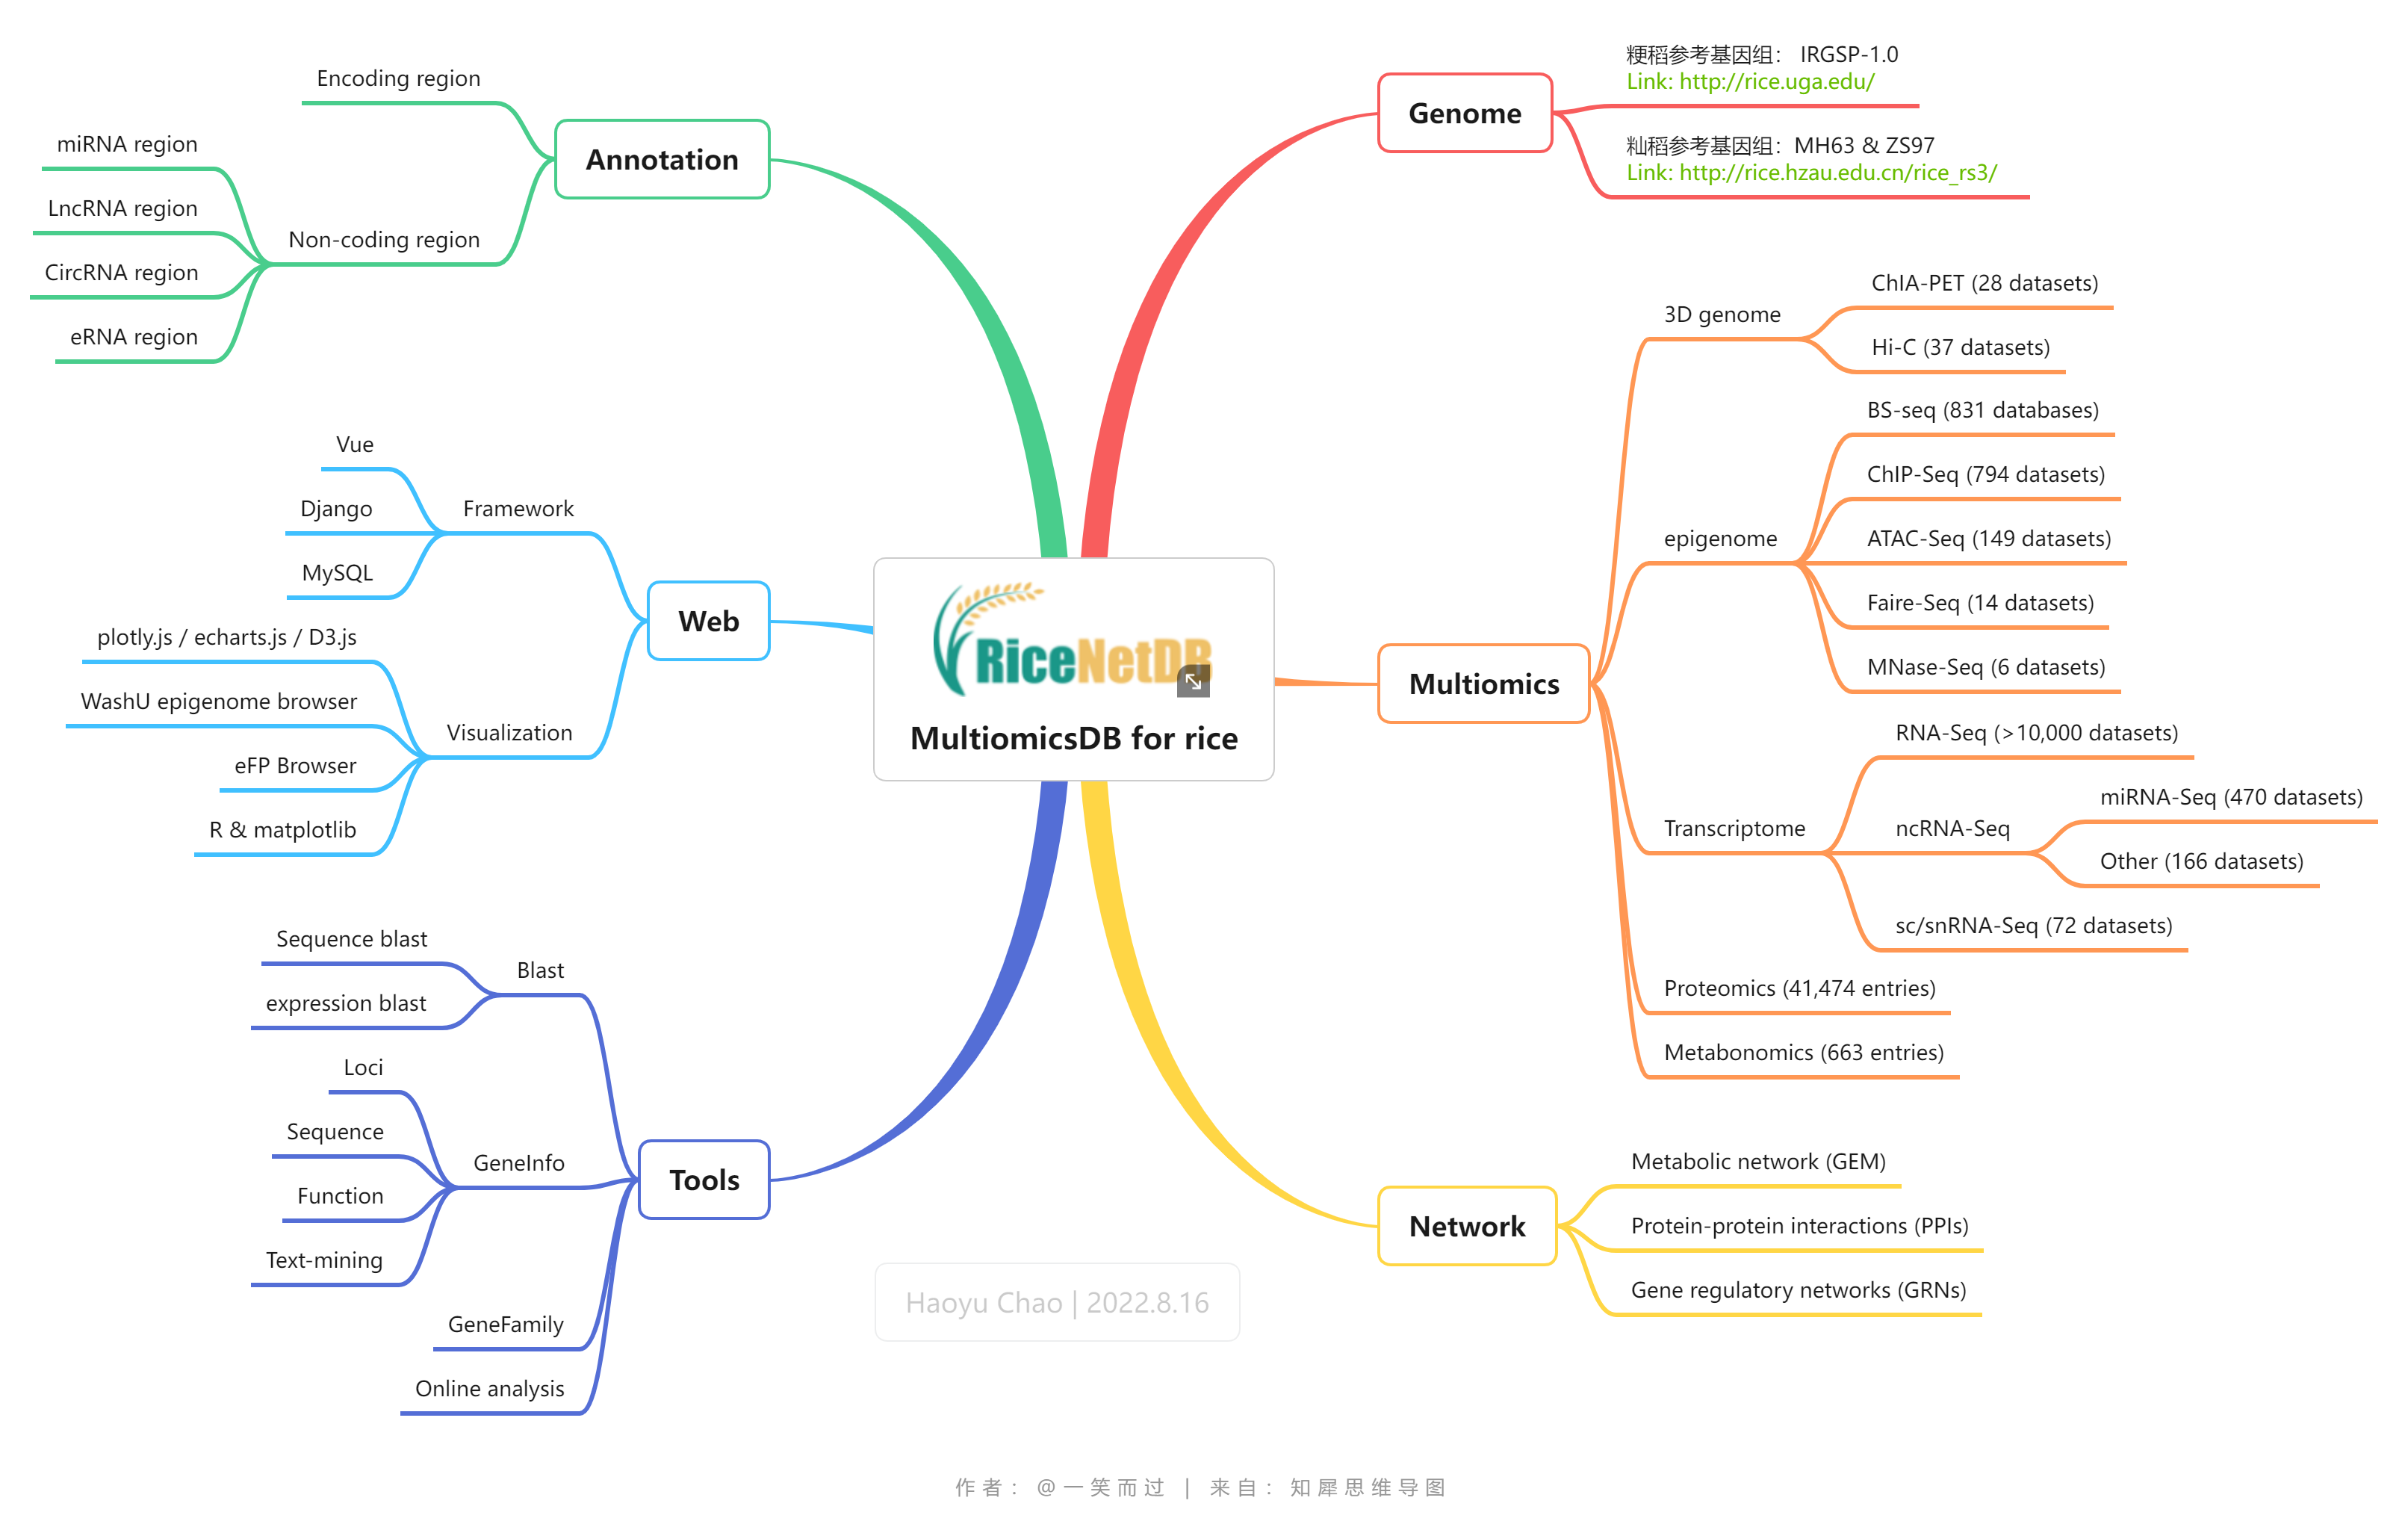 Encoding region
miRNA region
LncRNA region
CircRNA region
eRNA region
Non-coding region
Annotation
Vue
Django
MySQL
Framework
plotly.js / echarts.js / D3.js
WashU epigenome browser
eFP Browser
R & matplotlib
Visualization
Web
Sequence blast
expression blast
Blast
Loci
Sequence
Function
Text-mining
GeneInfo
GeneFamily
Online analysis
Tools
RiceNetDB
MultiomicsDB for rice
Genome
粳稻参考基因组： IRGSP-1.0
Link: http://rice.uga.edu/
籼稻参考基因组：MH63 & ZS97
Link: http://rice.hzau.edu.cn/rice_rs3/
Multiomics
3D genome
ChIA-PET (28 datasets)
Hi-C (37 datasets)
epigenome
BS-seq (831 databases)
ChIP-Seq (794 datasets)
ATAC-Seq (149 datasets)
Faire-Seq (14 datasets)
MNase-Seq (6 datasets)
Transcriptome
RNA-Seq (>10,000 datasets)
ncRNA-Seq
miRNA-Seq (470 datasets)
Other (166 datasets)
sc/snRNA-Seq (72 datasets)
Proteomics (41,474 entries)
Metabonomics (663 entries)
Network
Metabolic network (GEM)
Protein-protein interactions (PPIs)
Gene regulatory networks (GRNs)
Haoyu Chao | 2022.8.16
作者：@一笑而过 | 来自：知犀思维导图